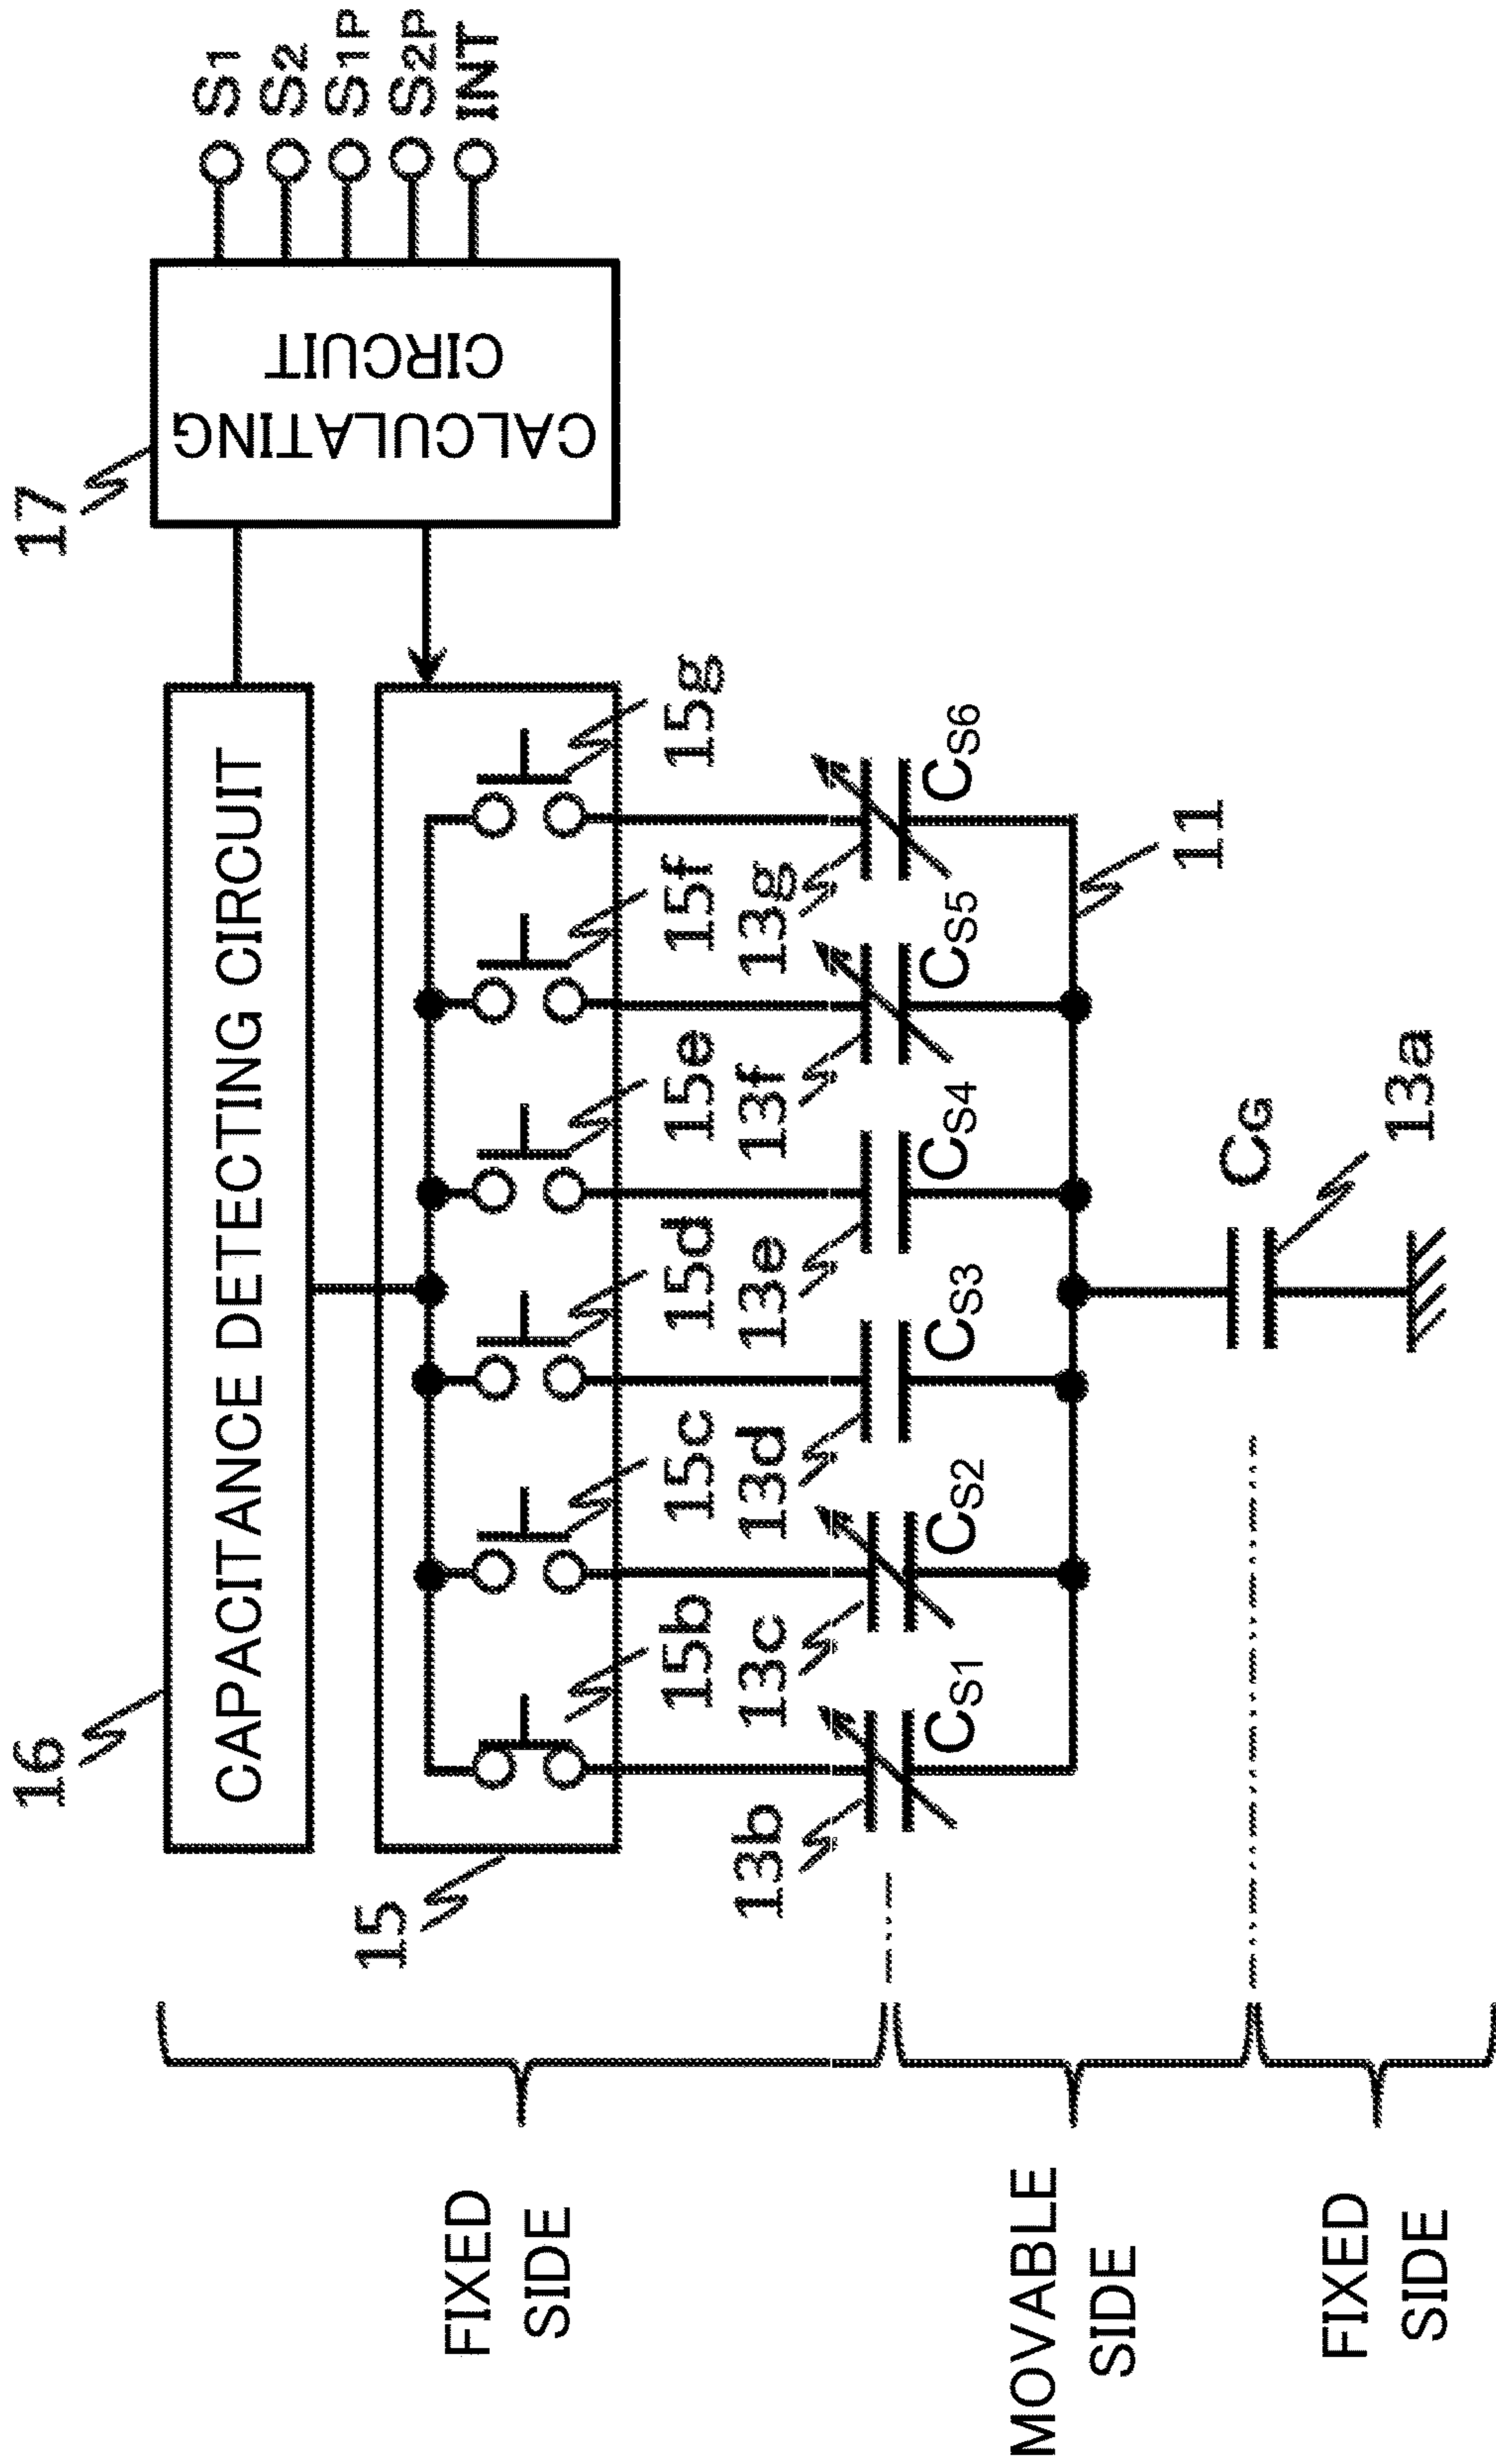 16
CAPACITANCE DETECTING CIRCUIT
17
CALCULATING
CIRCUIT
S1
S2
S1P
S2P
INT
15
15b
15c
15d
15e
15f
15g
13b
13c
13d
13e
13f
13g
CS1
CS2
CS3
CS4
CS5
CS6
11
CG
13a
FIXED
SIDE
MOVABLE
SIDE
FIXED
SIDE